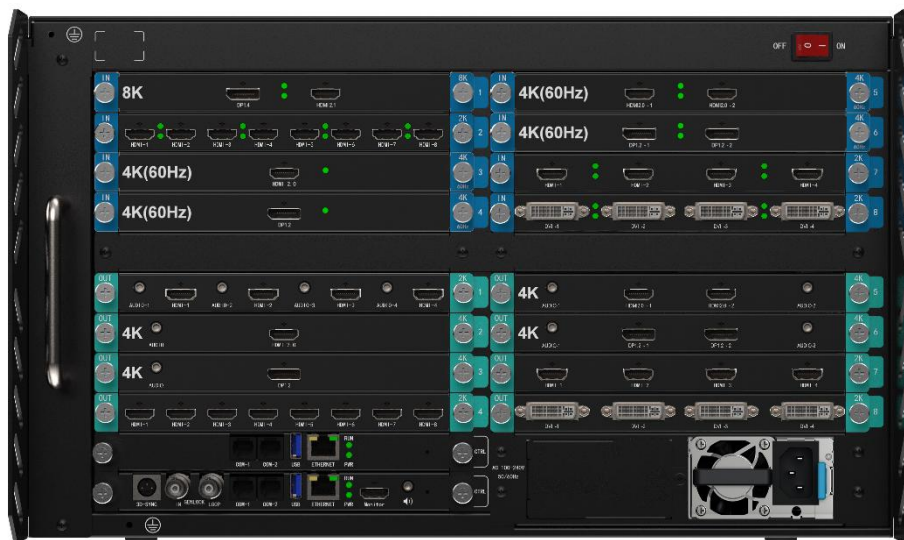 OFF O I ON
IN 8K DP1.4 HDMI2.1 8K 1
IN 4K(60Hz) HDMI2.0 -1 HDMI2.0 -2 4K 60Hz 5
IN HDMI-1 HDMI-2 HDMI-3 HDMI-4 HDMI-5 HDMI-6 HDMI-7 HDMI-8 2K 2
IN 4K(60Hz) DP1.2 -1 DP1.2 -2 4K 60Hz 6
IN 4K(60Hz) HDMI 2.0 4K 60Hz 3
IN HDMI-1 HDMI-2 HDMI-3 HDMI-4 2K 7
IN 4K(60Hz) DP1.2 4K 60Hz 4
IN DVI-1 DVI-2 DVI-3 DVI-4 2K 8
OUT AUDIO-1 HDMI-1 AUDIO-2 HDMI-2 AUDIO-3 HDMI-3 AUDIO-4 HDMI-4 2K 1
OUT 4K AUDIO-1 HDMI2.0 -1 HDMI2.0 -2 AUDIO-2 4K 5
OUT 4K AUDIO HDMI 2.0 4K 2
OUT 4K AUDIO-1 DP1.2 -1 DP1.2 -2 AUDIO-2 4K 6
OUT 4K AUDIO DP1.2 4K 3
OUT HDMI-1 HDMI-2 HDMI-3 HDMI-4 2K 7
OUT HDMI-1 HDMI-2 HDMI-3 HDMI-4 HDMI-5 HDMI-6 HDMI-7 HDMI-8 2K 4
OUT DVI-1 DVI-2 DVI-3 DVI-4 2K 8
COM-1 COM-2 USB ETHERNET RUN PWR CTRL
AC 100-240V
50/60Hz
3D-SYNC IN GENLOCK LOOP COM-1 COM-2 USB ETHERNET RUN PWR Monitor CTRL